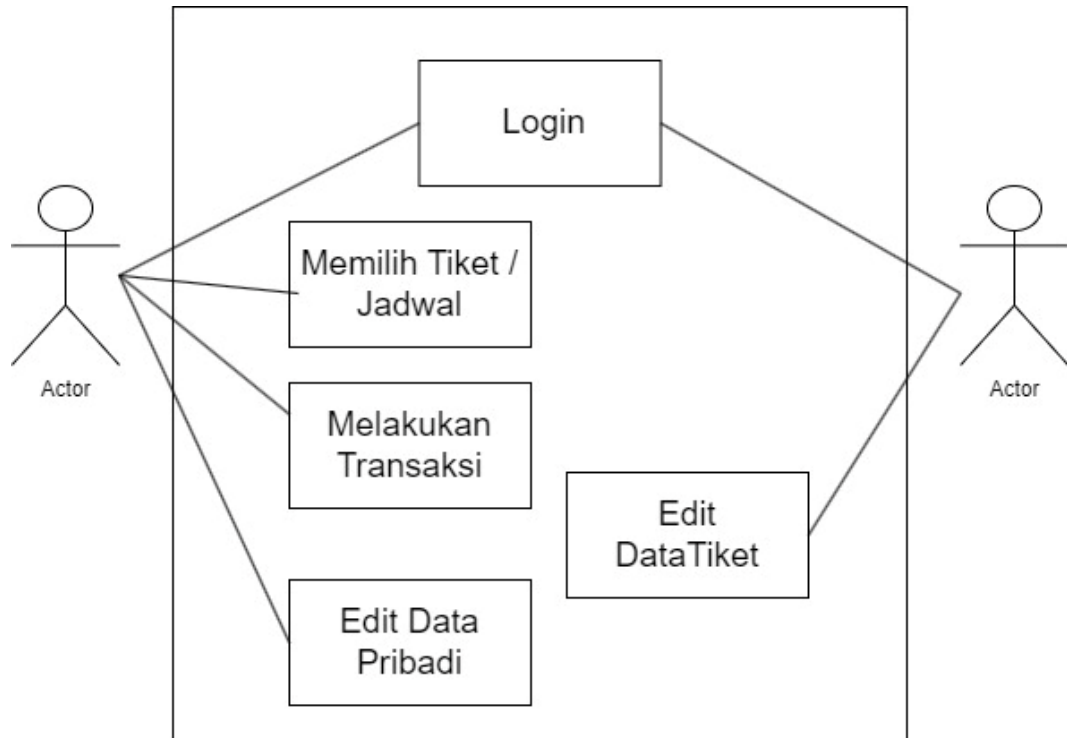 Login
Memilih Tiket /
Jadwal
Actor
Actor
Melakukan
Transaksi
Edit
DataTiket
Edit Data
Pribadi